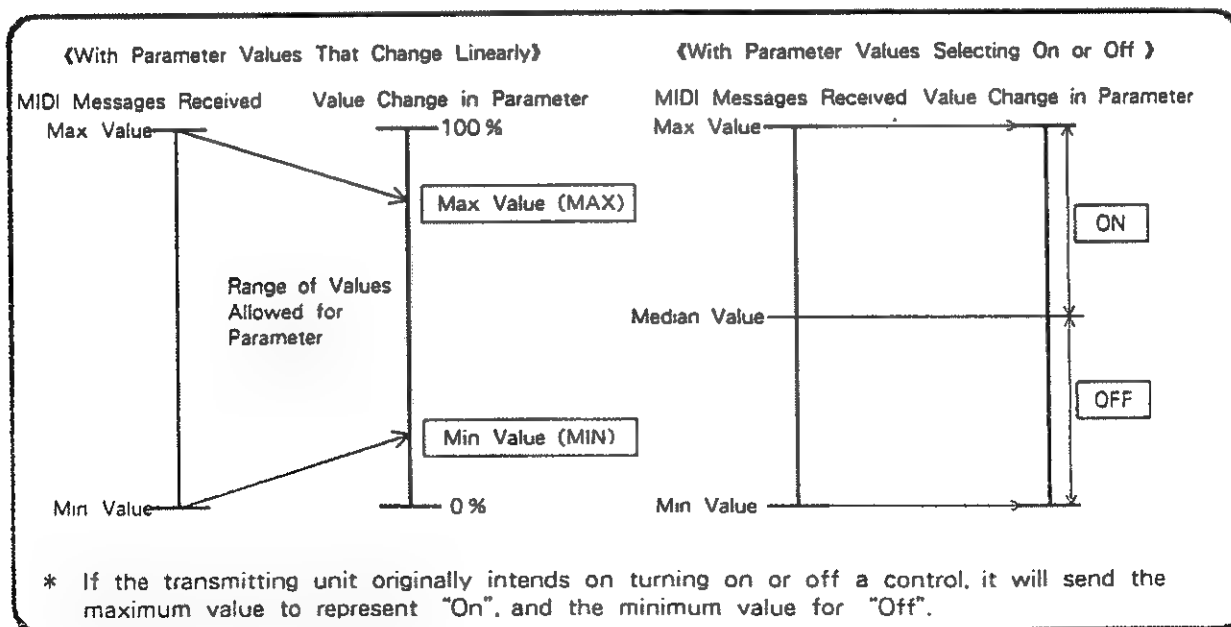 《With Parameter Values That Change Linearly》
MIDI Messages Received
Value Change in Parameter
Max Value
100%
Max Value (MAX)
Range of Values
Allowed for
Parameter
Min Value (MIN)
Min Value
0%
《With Parameter Values Selecting On or Off》
MIDI Messages Received
Value Change in Parameter
Max Value
ON
Median Value
OFF
Min Value
* If the transmitting unit originally intends on turning on or off a control, it will send the
maximum value to represent "On", and the minimum value for "Off".